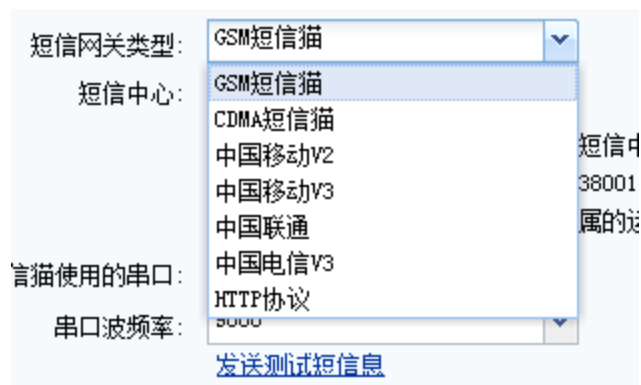 短信网关类型: GSM短信猫
短信中心: GSM短信猫
CDMA短信猫
中国移动V2
短信中
中国移动V3
38001
中国联通
属的运
中国电信V3
信猫使用的串口:
HTTP协议
串口波频率: 9600
发送测试短信息